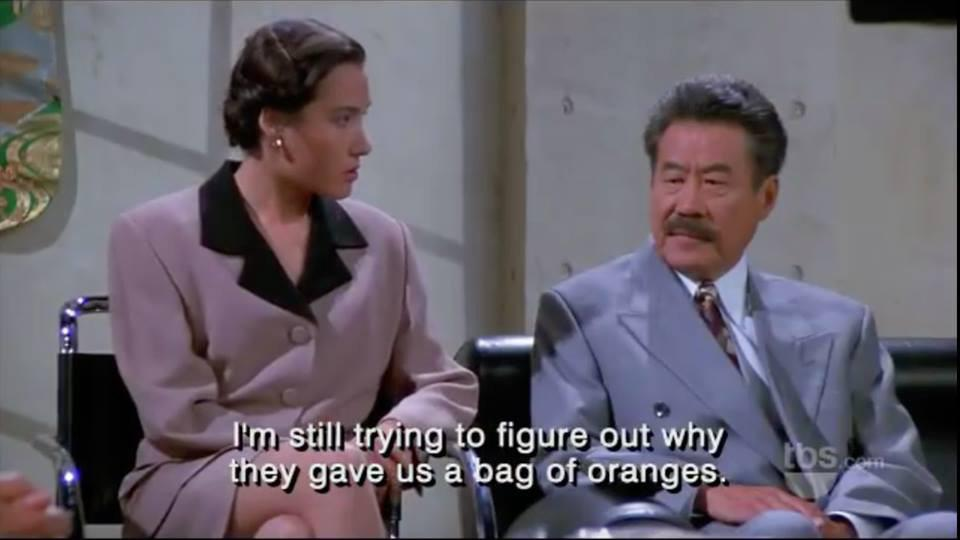 I'm still trying to figure out why
they gave us a bag of oranges.
tbs.com